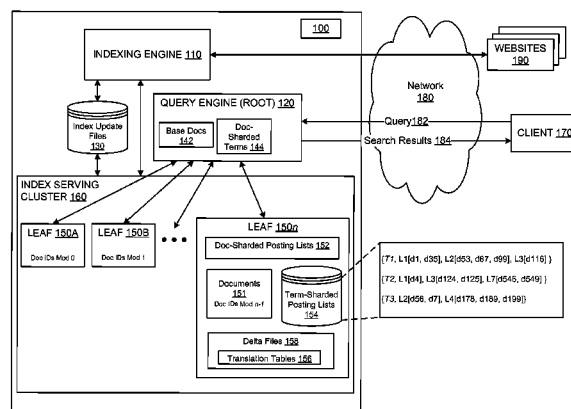 100
INDEXING ENGINE 110
WEBSITES
190
Network
180
Index Update
Files
130
QUERY ENGINE (ROOT) 120
Base Docs
142
Doc-
Sharded
Terms
144
Query182
Search Results 184
CLIENT 170
INDEX SERVING
CLUSTER 160
LEAF 150A
Doc IDs Mod 0
LEAF 150B
Doc IDs Mod 1
LEAF 150n
Doc-Sharded Posting Lists 152
Documents
151
Doc IDs Mod n-1
Term-Sharded
Posting Lists
154
Delta Files 158
Translation Tables 156
{T1, L1[d1, d35], L2[d53, d67, d99], L3[d116] }
{T2, L1[d4], L3[d124, d125], L7[d545, d549] }
{T3, L2[d56, d7], L4[d178, d189, d199]}